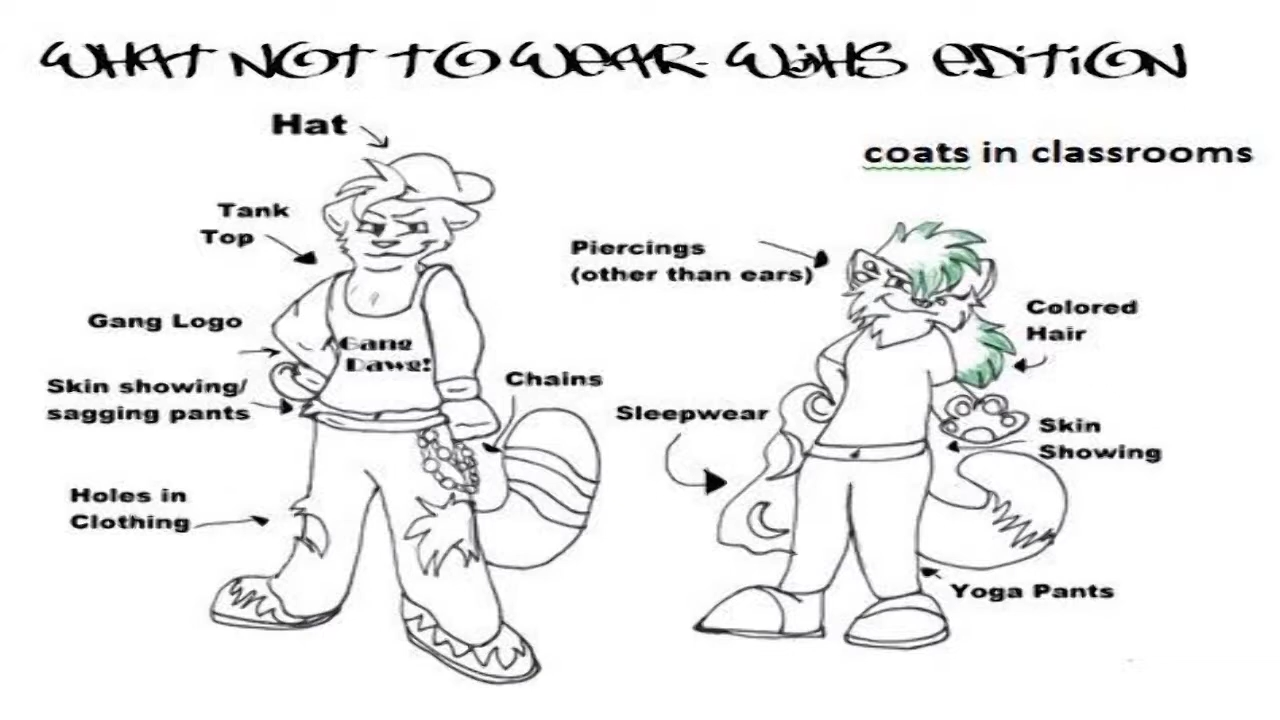 WHAT NOT TO WEAR- WJHS EDITION
Hat
coats in classrooms
Tank
Top
Piercings
(other than ears)
Gang Logo
Colored
Hair
Gang
Dawg!
Skin showing/
sagging pants
Chains
Sleepwear
Skin
Showing
Holes in
Clothing
Yoga Pants